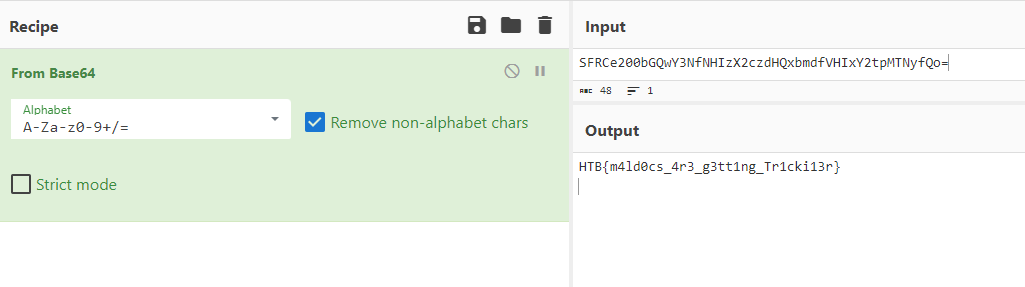 Recipe
From Base64
Alphabet
A-Za-z0-9+/=
Remove non-alphabet chars
Strict mode
Input
SFRCe200bGQwY3NfNHIzX2czdHQxbmdfVHIxY2tpMTNyfQo=
ABC 48 1
Output
HTB{m4ld0cs_4r3_g3tt1ng_Tr1cki13r}